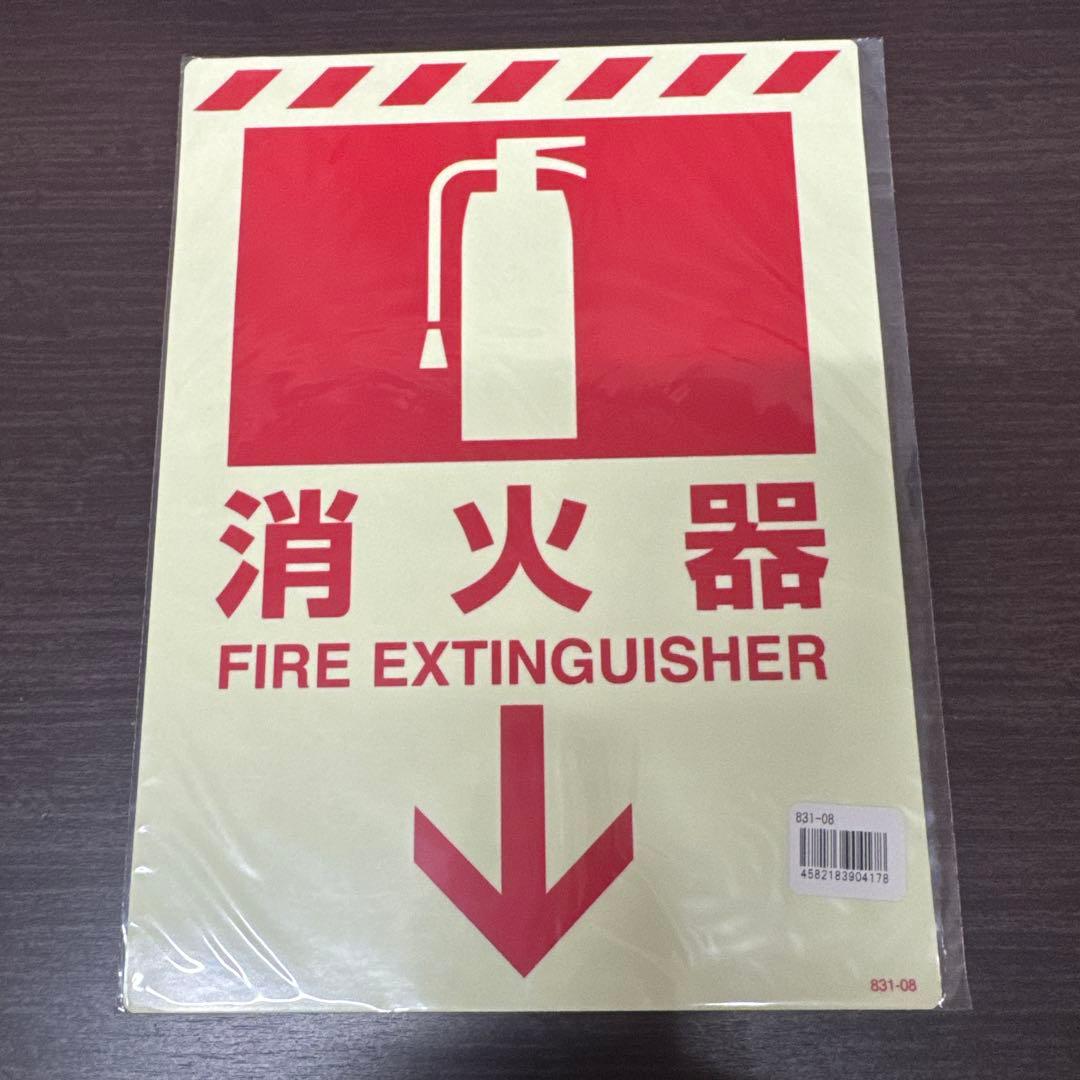 消火器
FIRE EXTINGUISHER
831-08
4582183904178
831-08